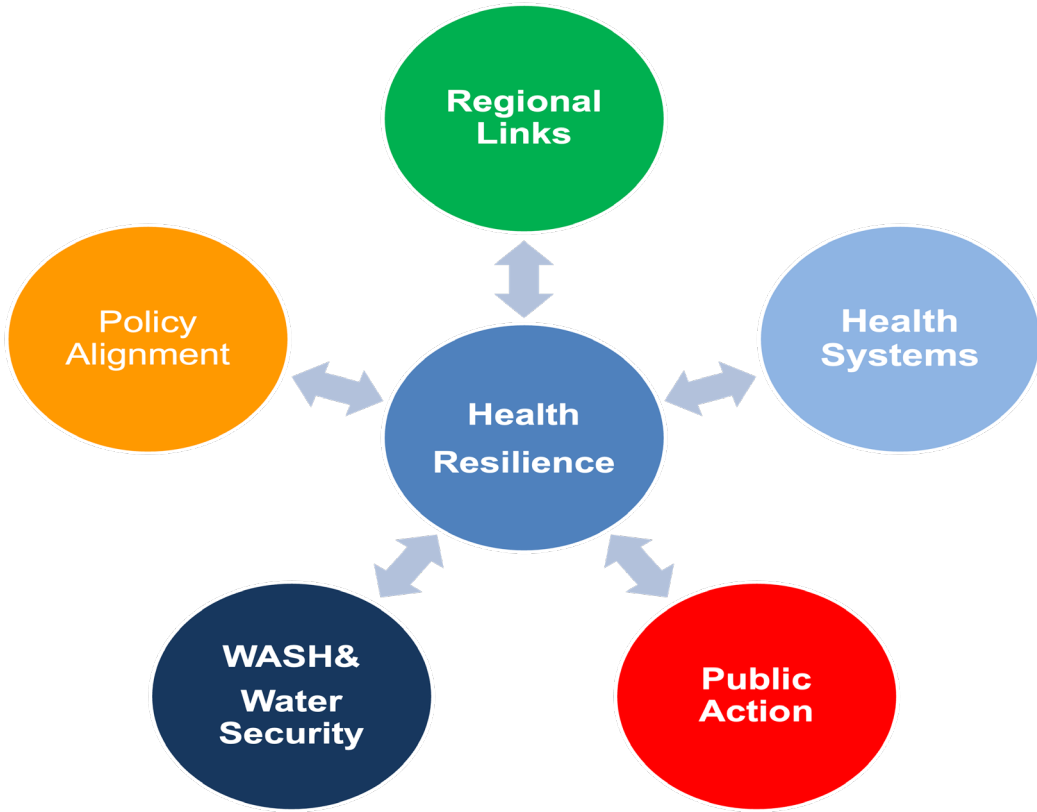 Regional
Links
Policy
Alignment
Health
Systems
Health
Resilience
WASH&
Water
Security
Public
Action